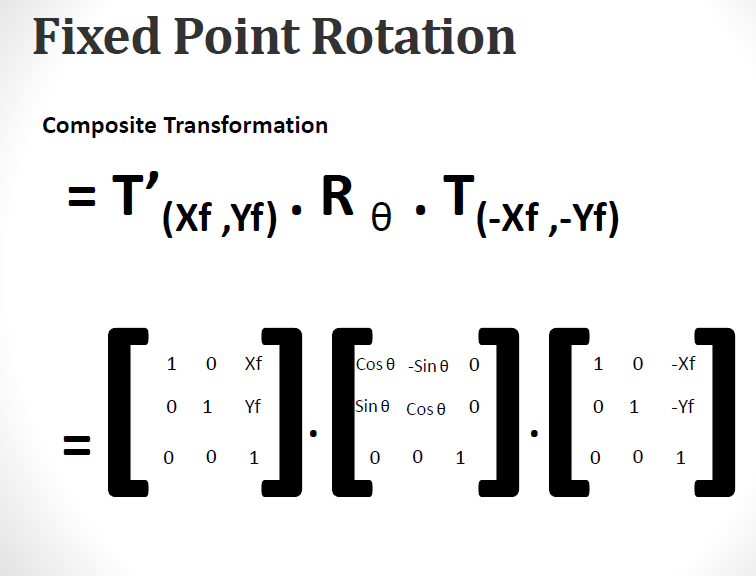 Fixed Point Rotation
Composite Transformation
= T’(Xf ,Yf) . R θ . T(-Xf ,-Yf)
1 0 Xf Cos θ -Sin θ 0 1 0 -Xf
0 1 Yf Sin θ Cos θ 0 0 1 -Yf
= . .
0 0 1 0 0 1 0 0 1